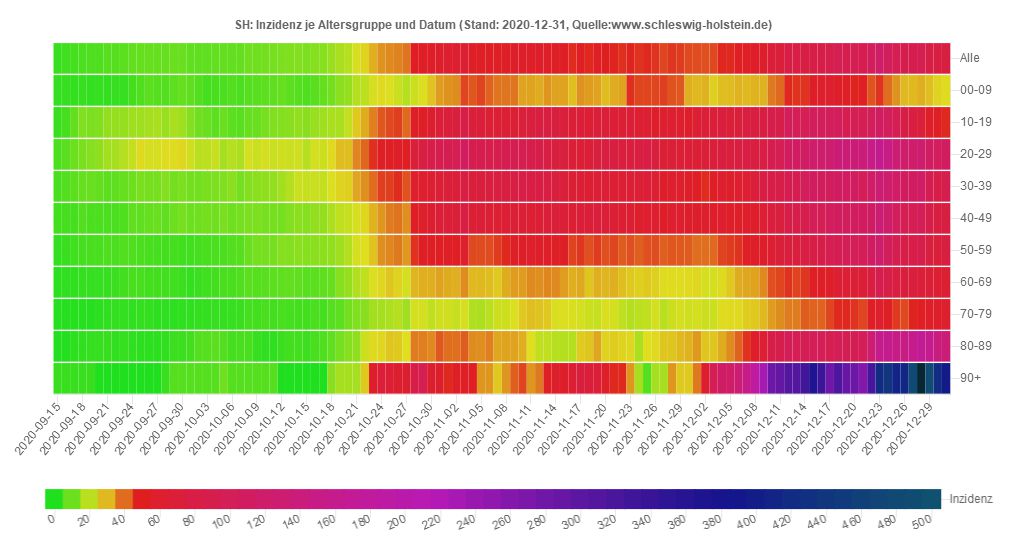 SH: Inzidenz je Altersgruppe und Datum (Stand: 2020-12-31, Quelle:www.schleswig-holstein.de)
Alle
00-09
10-19
20-29
30-39
40-49
50-59
60-69
70-79
80-89
90+
2020-09-15 2020-09-18 2020-09-21 2020-09-24 2020-09-27 2020-09-30 2020-10-03 2020-10-06 2020-10-09 2020-10-12 2020-10-15 2020-10-18 2020-10-21 2020-10-24 2020-10-27 2020-10-30 2020-11-02 2020-11-05 2020-11-08 2020-11-11 2020-11-14 2020-11-17 2020-11-20 2020-11-23 2020-11-26 2020-11-29 2020-12-02 2020-12-05 2020-12-08 2020-12-11 2020-12-14 2020-12-17 2020-12-20 2020-12-23 2020-12-26 2020-12-29
Inzidenz
0 20 40 60 80 100 120 140 160 180 200 220 240 260 280 300 320 340 360 380 400 420 440 460 480 500